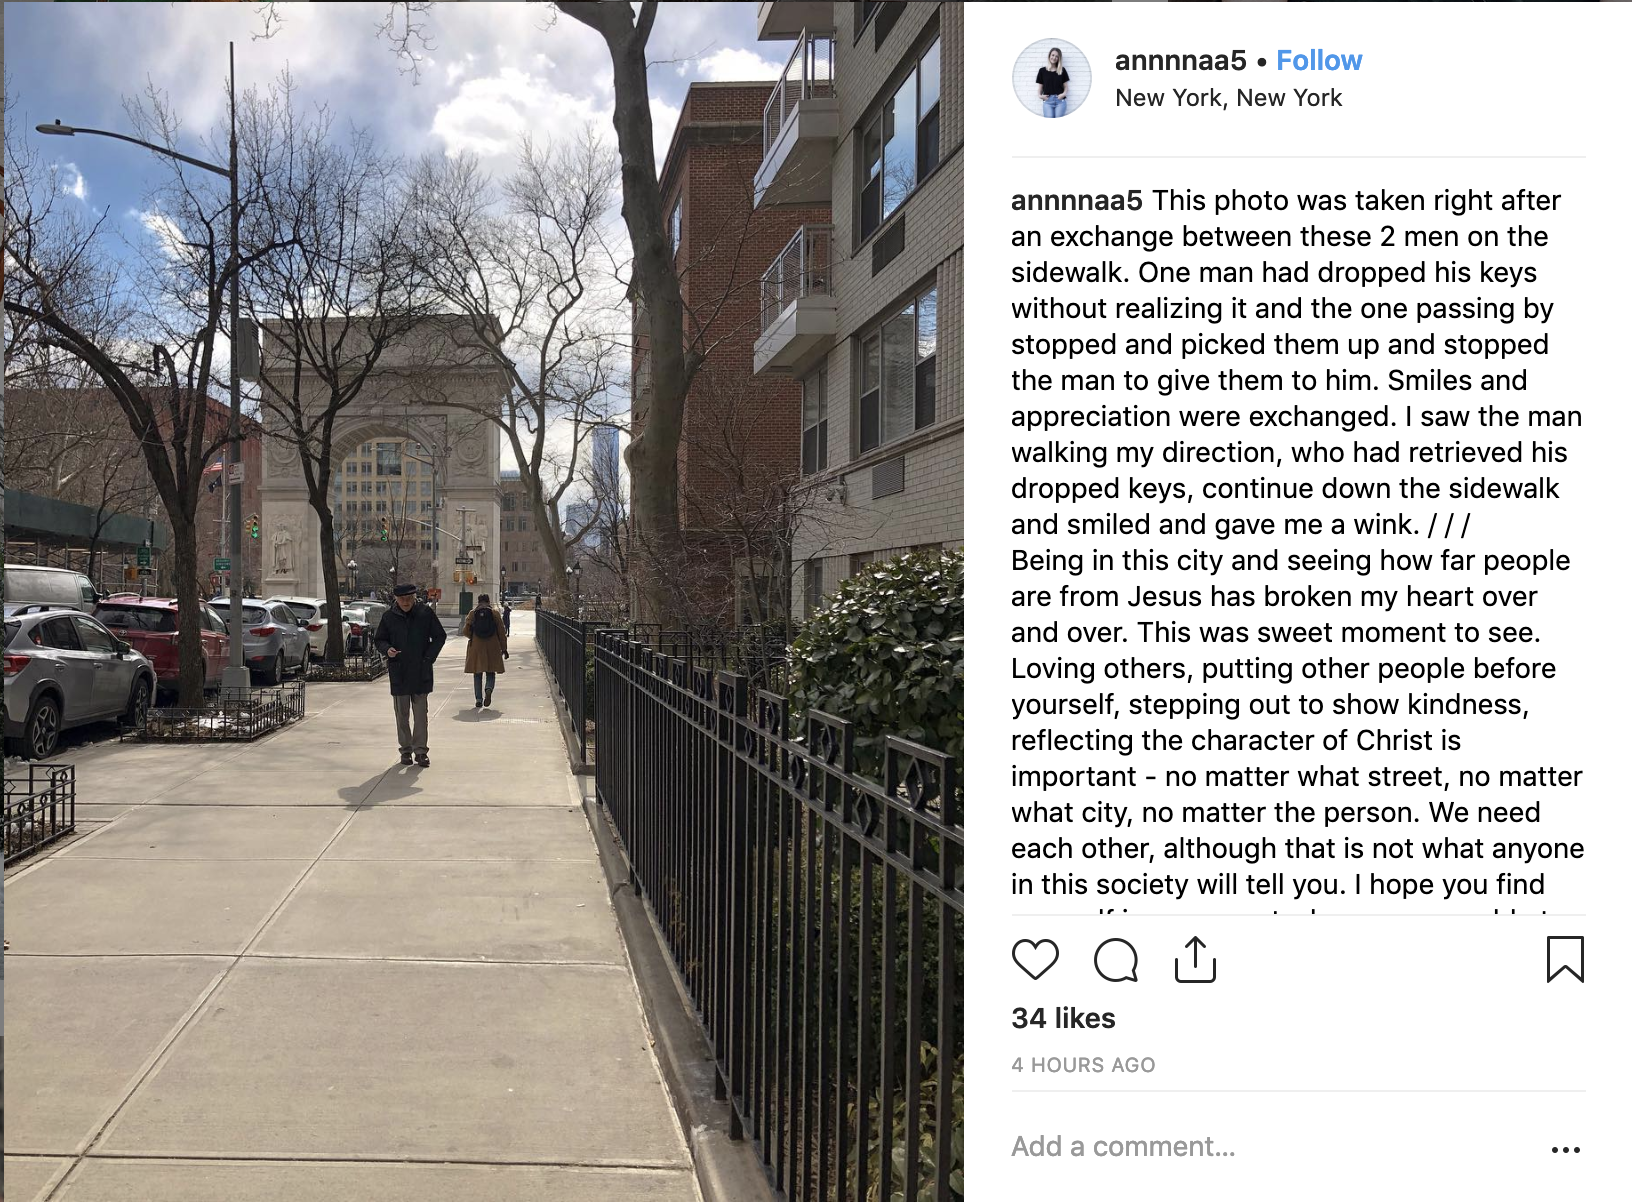 annnnaa5 • Follow
New York, New York
annnnaa5 This photo was taken right after
an exchange between these 2 men on the
sidewalk. One man had dropped his keys
without realizing it and the one passing by
stopped and picked them up and stopped
the man to give them to him. Smiles and
appreciation were exchanged. I saw the man
walking my direction, who had retrieved his
dropped keys, continue down the sidewalk
and smiled and gave me a wink. / / /
Being in this city and seeing how far people
are from Jesus has broken my heart over
and over. This was sweet moment to see.
Loving others, putting other people before
yourself, stepping out to show kindness,
reflecting the character of Christ is
important - no matter what street, no matter
what city, no matter the person. We need
each other, although that is not what anyone
in this society will tell you. I hope you find
34 likes
4 HOURS AGO
Add a comment...